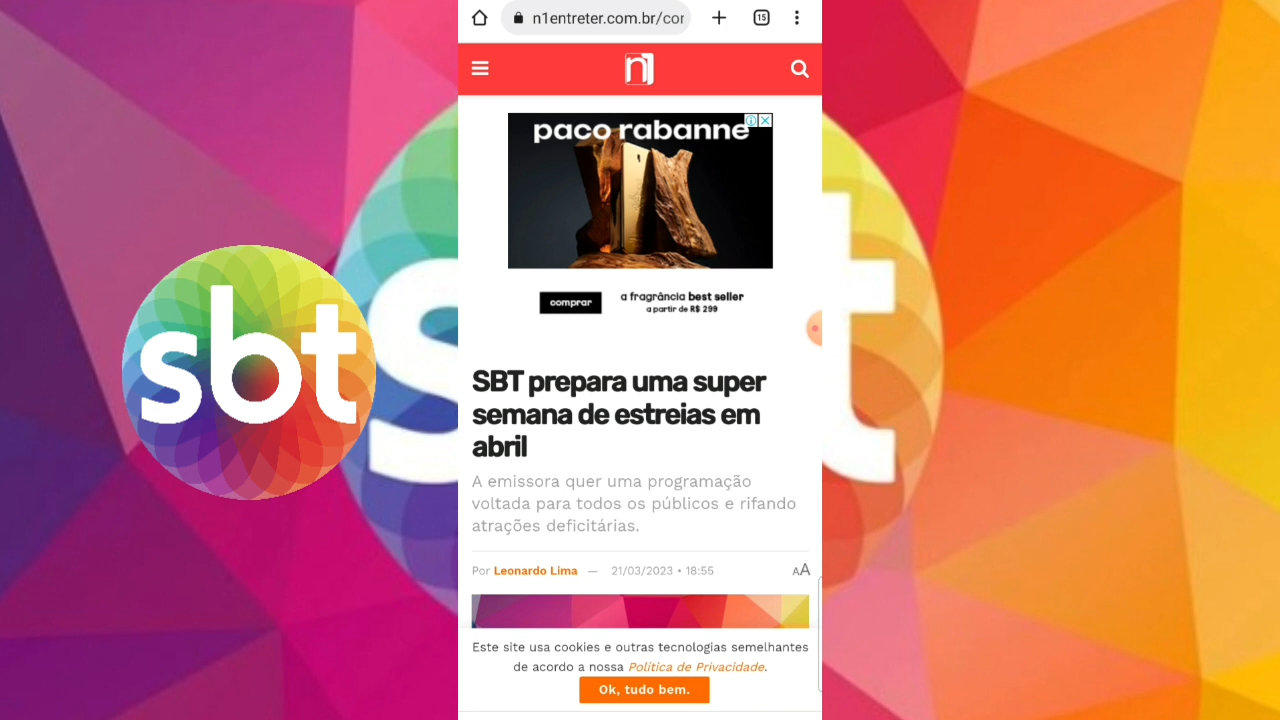 n1entreter.com.br/cor
15
n
paco rabanne
comprar
a fragrância best seller
a partir de R$ 299
sbt
SBT prepara uma super
semana de estreias em
abril
A emissora quer uma programação
voltada para todos os públicos e rifando
atrações deficitárias.
Por Leonardo Lima — 21/03/2023 • 18:55
AA
Este site usa cookies e outras tecnologias semelhantes
de acordo a nossa Política de Privacidade.
Ok, tudo bem.
s t